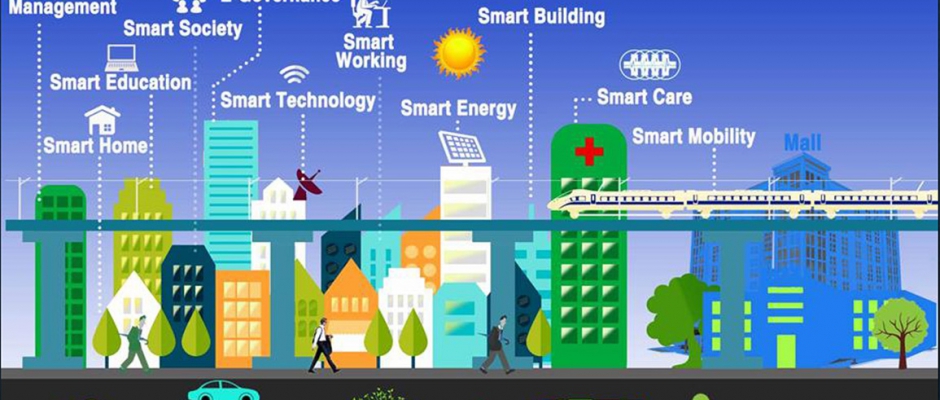 Management
E-Governance
Smart Society
Smart Building
Smart
Working
Smart Education
Smart Technology
Smart Energy
Smart Care
Smart Home
Smart Mobility
Mall